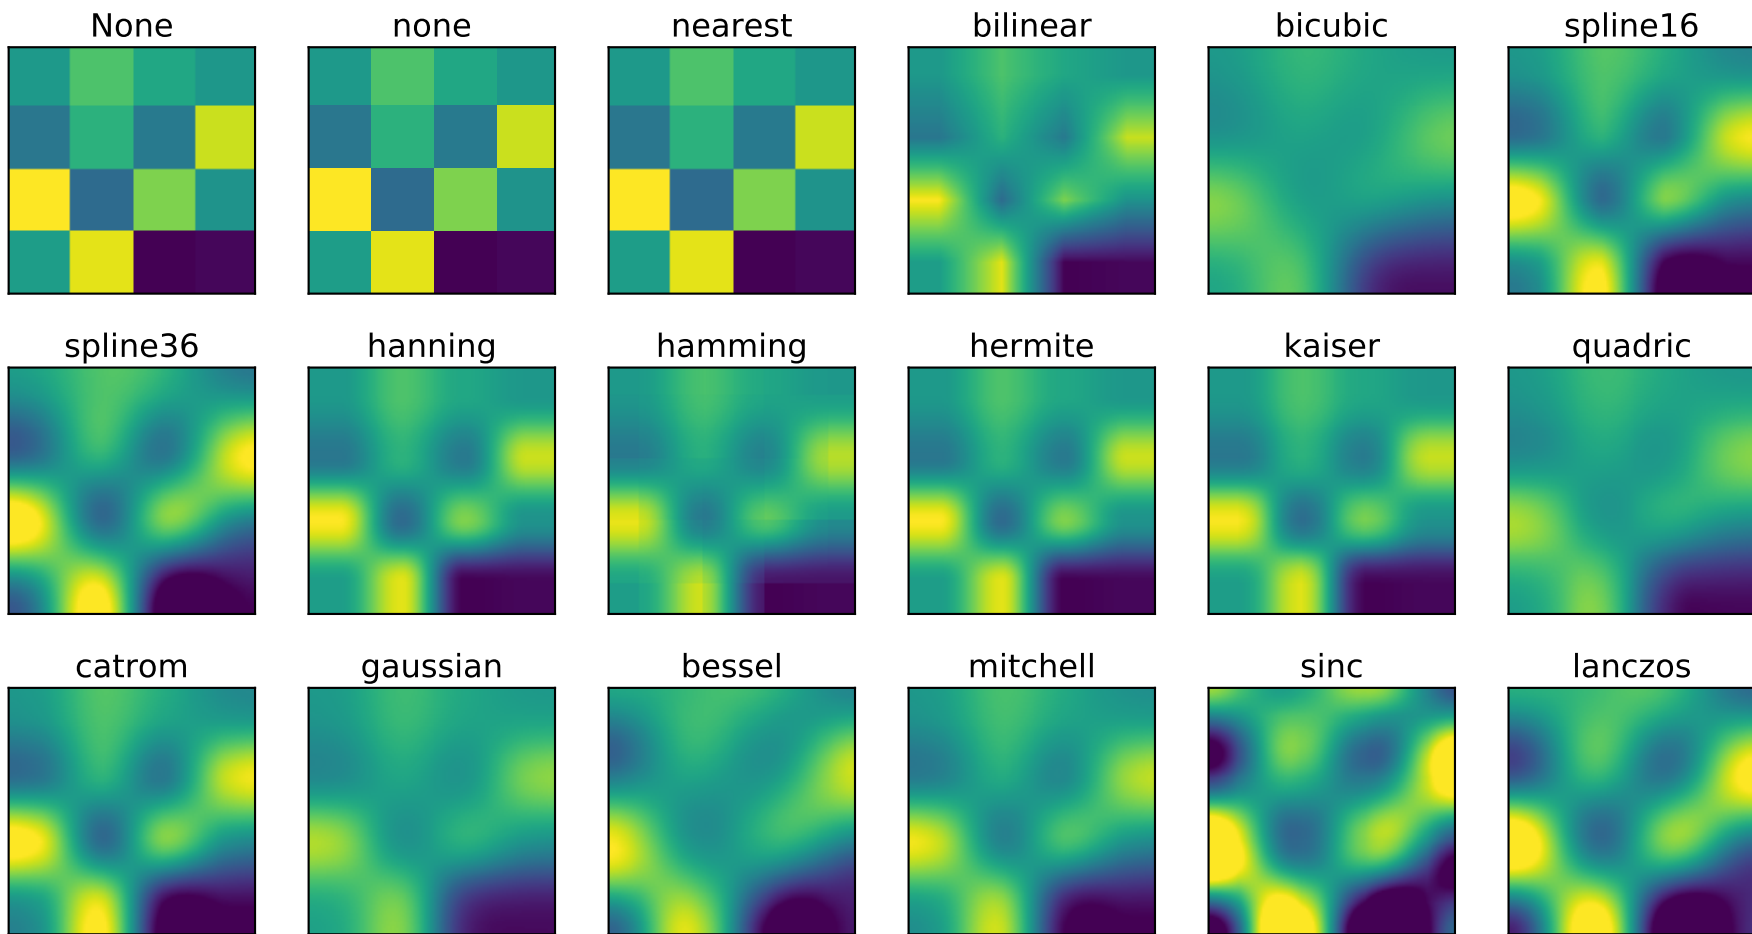 None none nearest bilinear bicubic spline16
spline36 hanning hamming hermite kaiser quadric
catrom gaussian bessel mitchell sinc lanczos